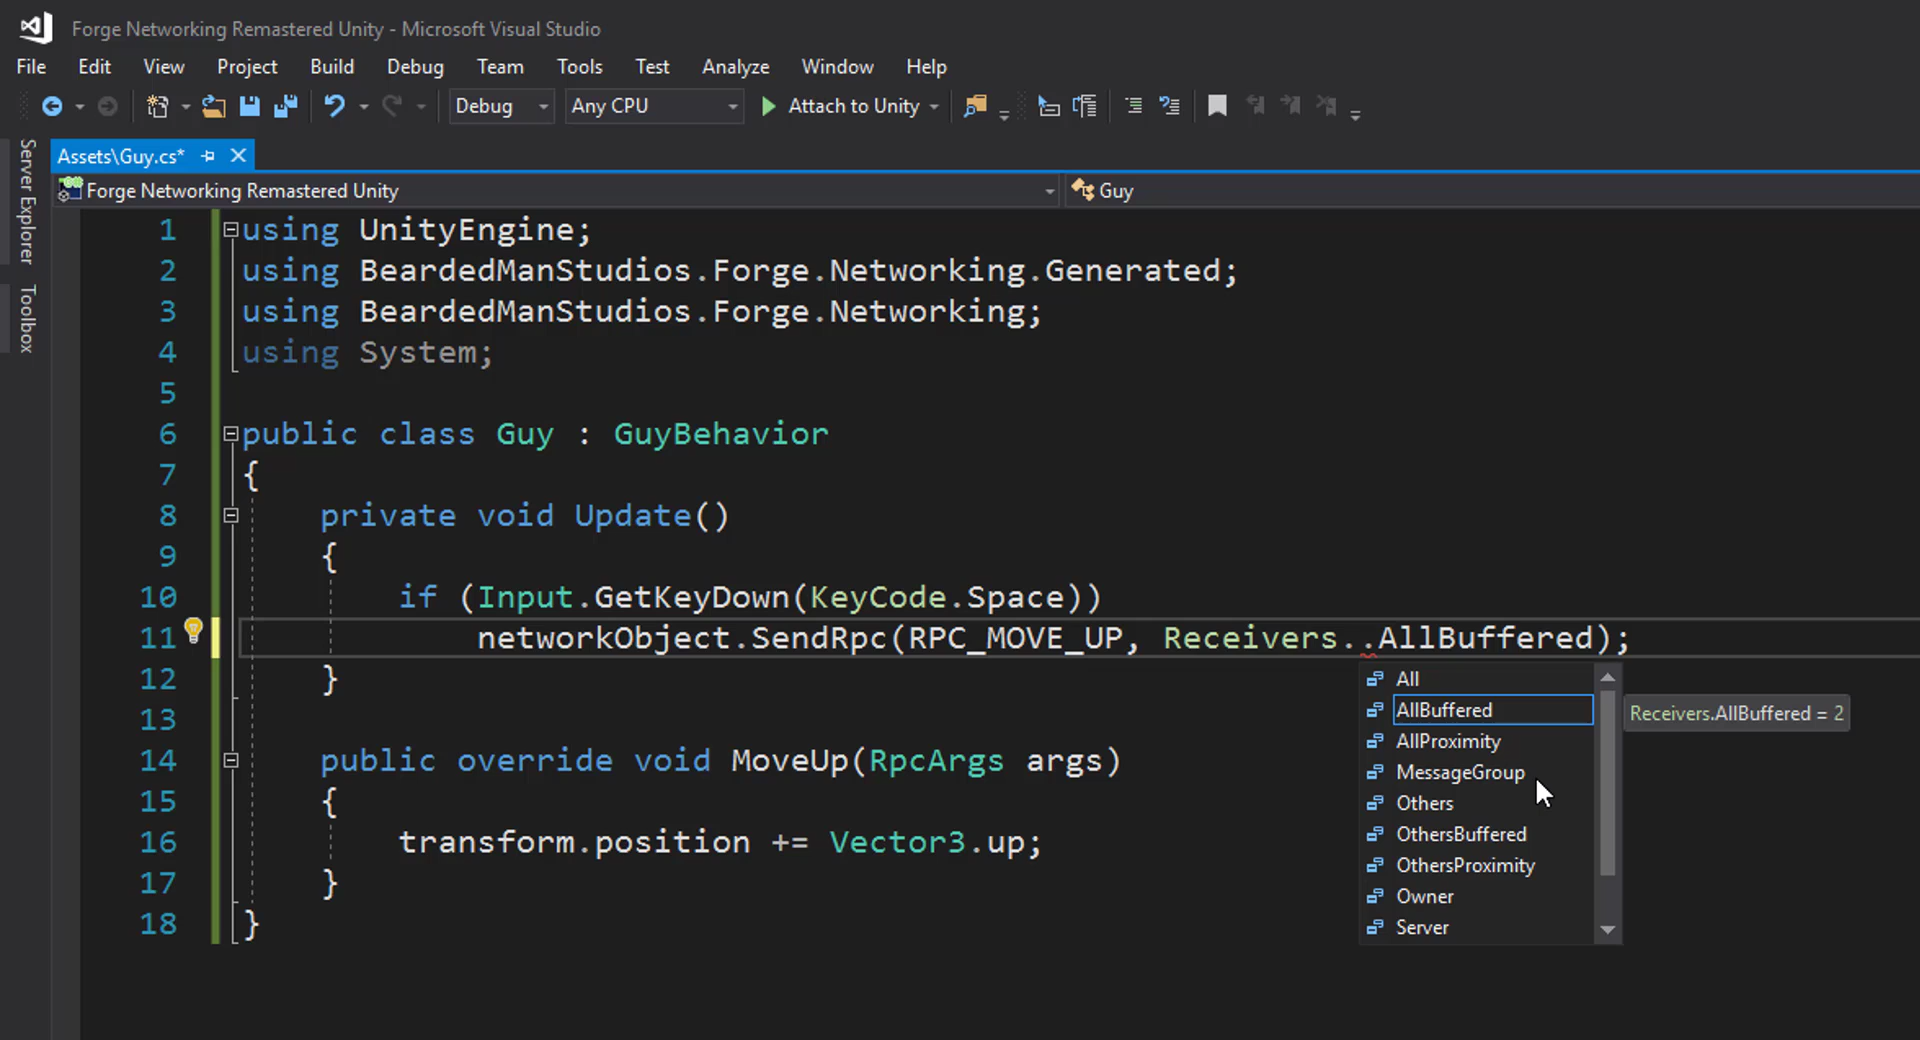 Forge Networking Remastered Unity - Microsoft Visual Studio
File Edit View Project Build Debug Team Tools Test Analyze Window Help
Debug Any CPU Attach to Unity
Server Explorer
Toolbox
Assets\Guy.cs*
Forge Networking Remastered Unity Guy
1 using UnityEngine;
2 using BeardedManStudios.Forge.Networking.Generated;
3 using BeardedManStudios.Forge.Networking;
4 using System;
5
6 public class Guy : GuyBehavior
7 {
8 private void Update()
9 {
10 if (Input.GetKeyDown(KeyCode.Space))
11 networkObject.SendRpc(RPC_MOVE_UP, Receivers..AllBuffered);
12 }
13
14 public override void MoveUp(RpcArgs args)
15 {
16 transform.position += Vector3.up;
17 }
18 }
All
AllBuffered
Receivers.AllBuffered = 2
AllProximity
MessageGroup
Others
OthersBuffered
OthersProximity
Owner
Server